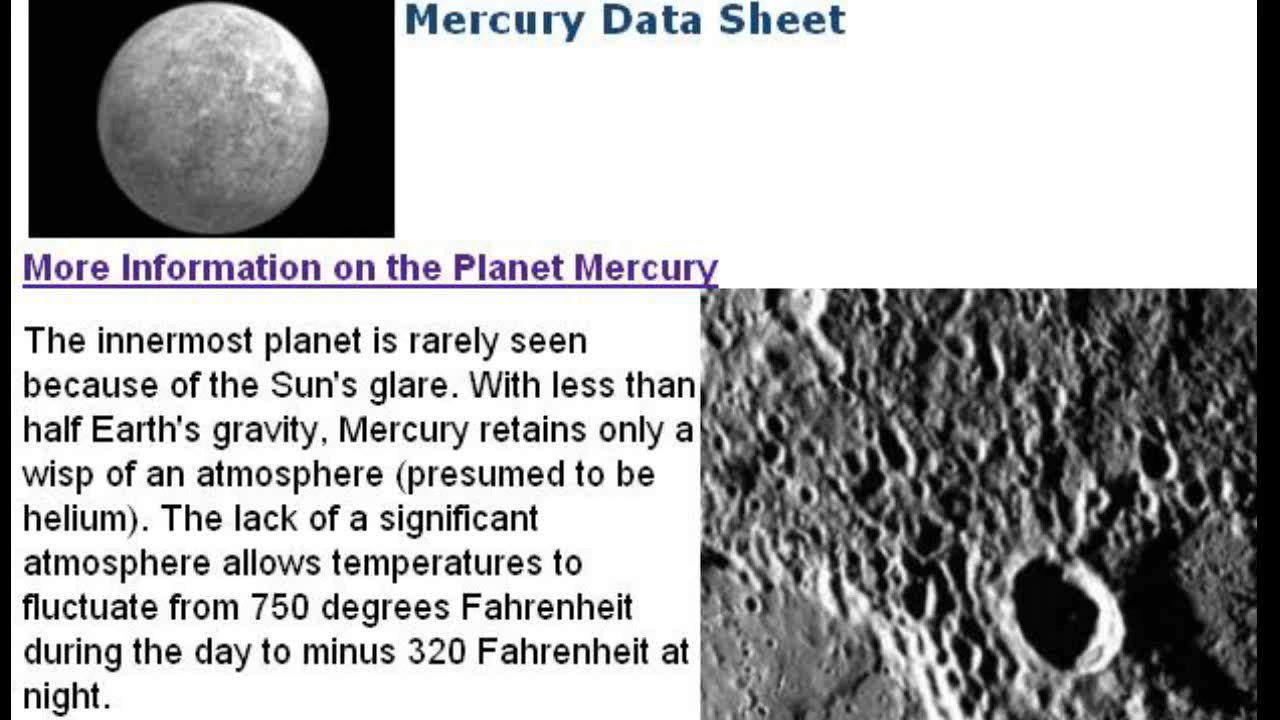 Mercury Data Sheet
More Information on the Planet Mercury
The innermost planet is rarely seen
because of the Sun's glare. With less than
half Earth's gravity, Mercury retains only a
wisp of an atmosphere (presumed to be
helium). The lack of a significant
atmosphere allows temperatures to
fluctuate from 750 degrees Fahrenheit
during the day to minus 320 Fahrenheit at
night.